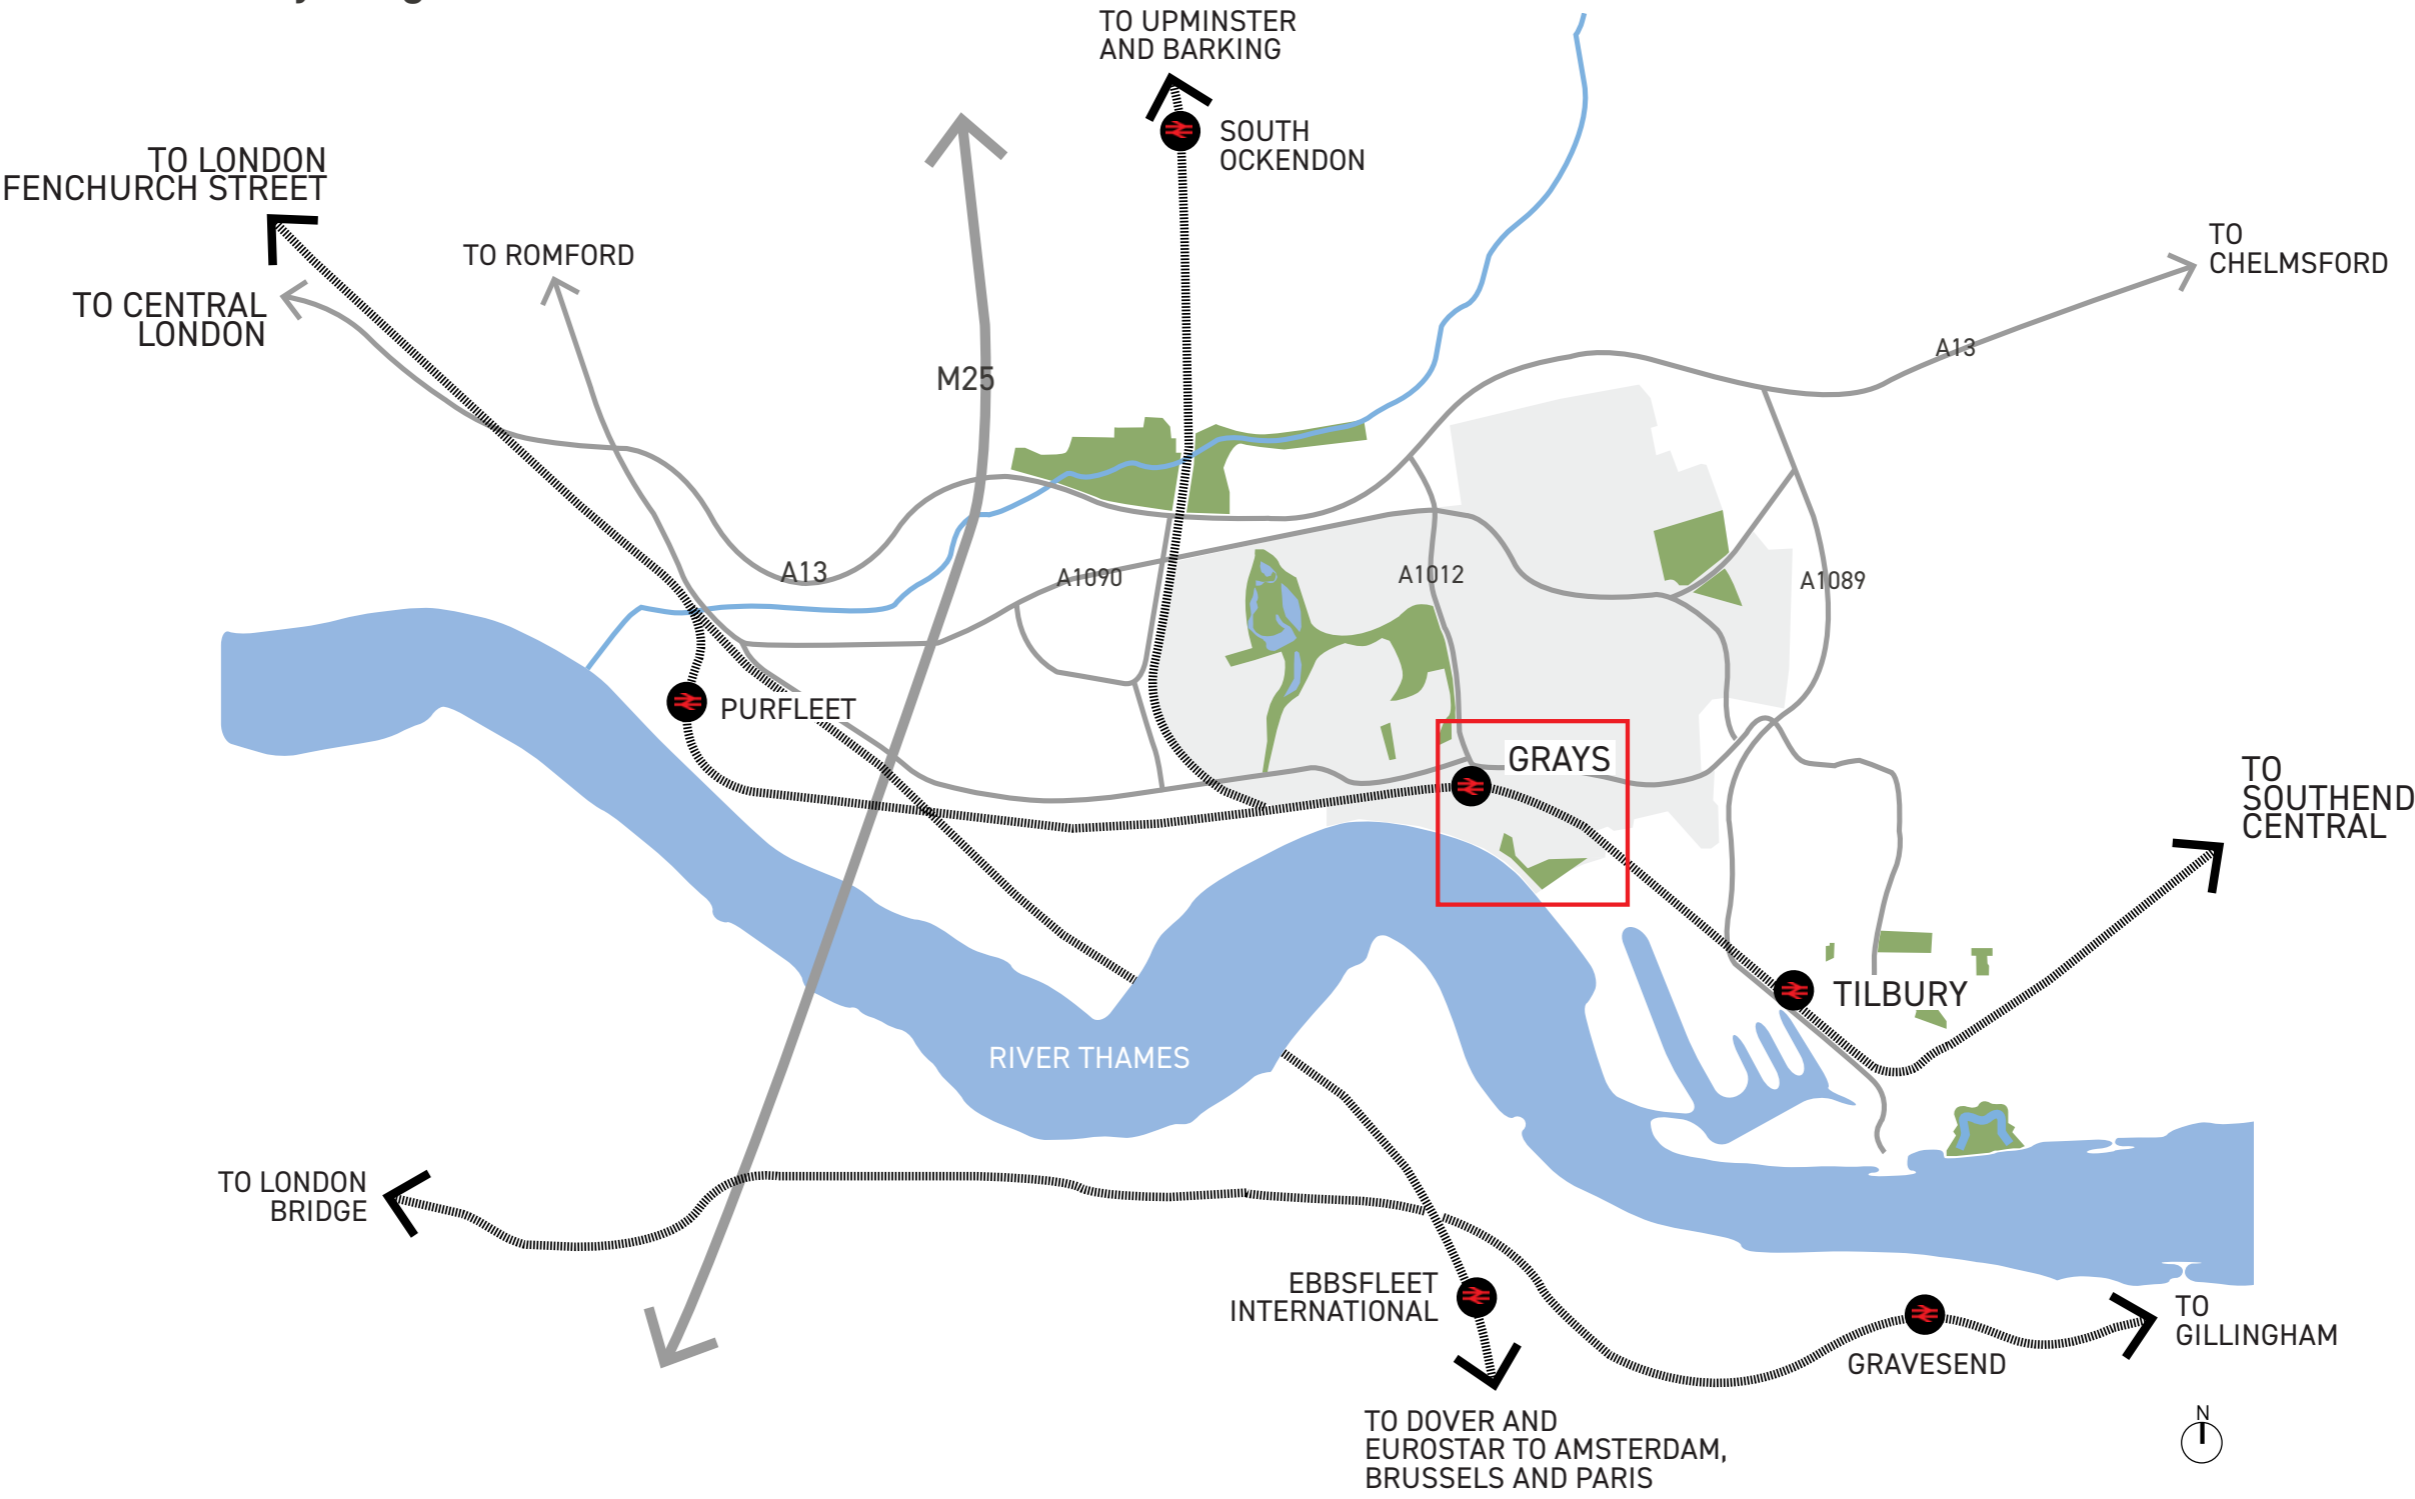 TO UPMINSTER
AND BARKING
SOUTH
OCKENDON
TO LONDON
FENCHURCH STREET
TO ROMFORD
TO CENTRAL
LONDON
TO
CHELMSFORD
A13
M25
A13
A1090
A1012
A1089
PURFLEET
GRAYS
TO
SOUTHEND
CENTRAL
TILBURY
RIVER THAMES
TO LONDON
BRIDGE
EBBSFLEET
INTERNATIONAL
TO
GILLINGHAM
GRAVESEND
TO DOVER AND
EUROSTAR TO AMSTERDAM,
BRUSSELS AND PARIS
N